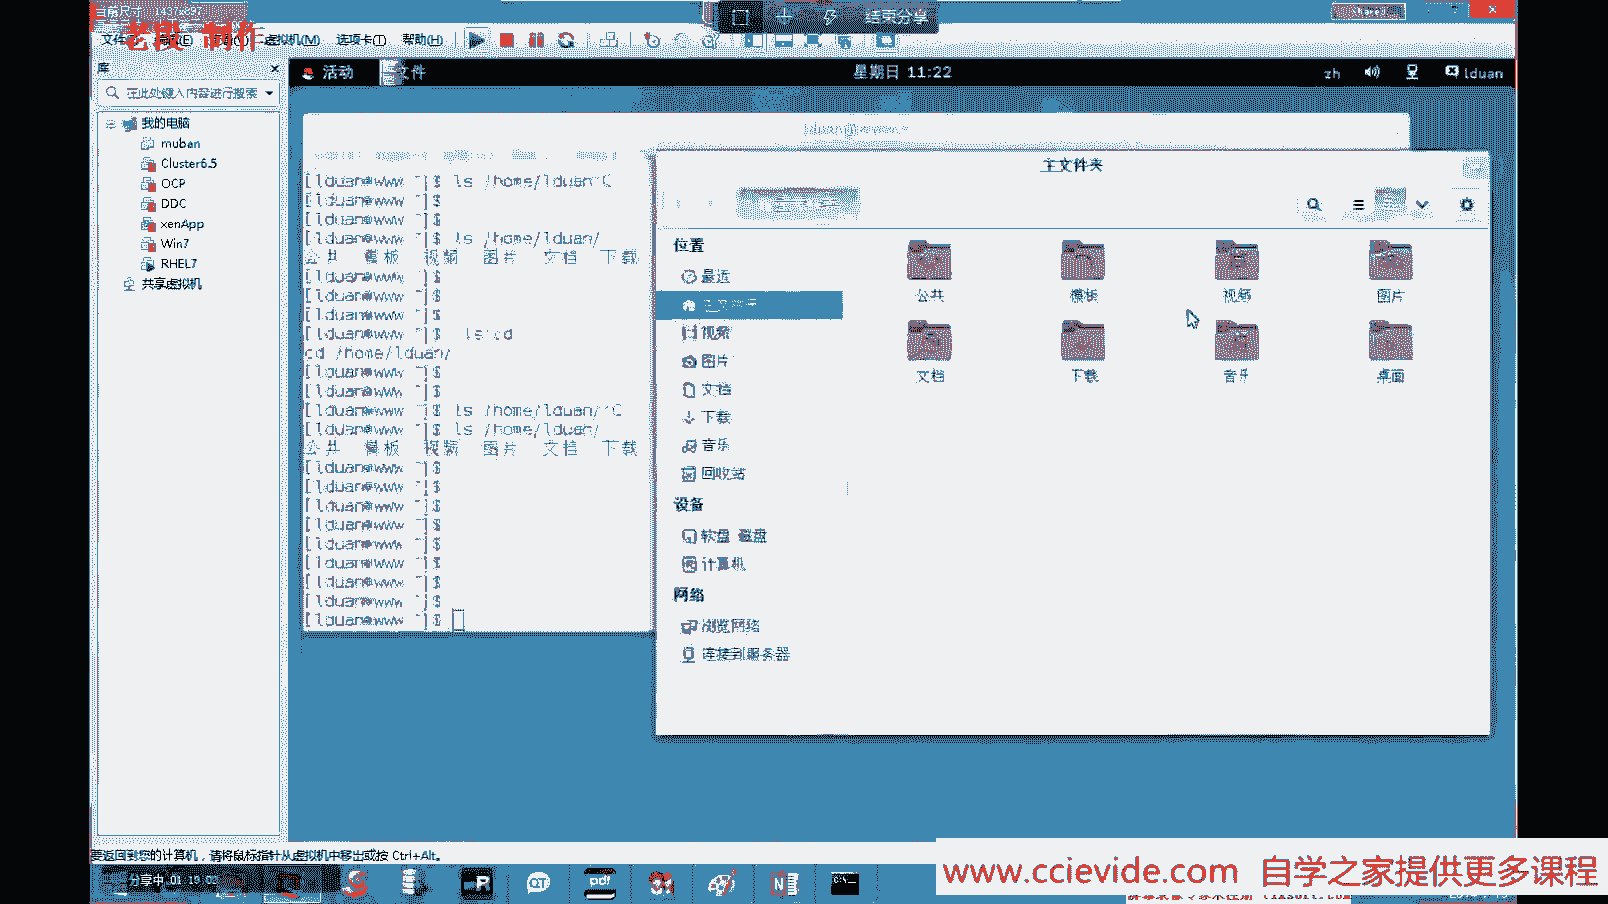 结束分享
虚拟机(M) 选项卡(T) 帮助(H)
库
在此处键入内容进行搜索
我的电脑
muban
Cluster6.5
OCP
DDC
xenApp
Win7
RHEL7
共享虚拟机
活动 文件
星期日 11:22
zh
lduan
[lduan@www ~]$ ls /home/lduan^C
[lduan@www ~]$
[lduan@www ~]$
[lduan@www ~]$ ls /home/lduan/
公共 模板 视频 图片 文档 下载
[lduan@www ~]$
[lduan@www ~]$
[lduan@www ~]$
[lduan@www ~]$ ls cd
cd /home/lduan/
[lduan@www ~]$
[lduan@www ~]$
[lduan@www ~]$ ls /home/lduan/^C
[lduan@www ~]$ ls /home/lduan/
公共 模板 视频 图片 文档 下载
[lduan@www ~]$
[lduan@www ~]$
[lduan@www ~]$
[lduan@www ~]$
[lduan@www ~]$
[lduan@www ~]$
[lduan@www ~]$
[lduan@www ~]$
[lduan@www ~]$
主文件夹
位置
最近
主文件夹
视频
图片
文档
下载
音乐
回收站
设备
软盘 磁盘
计算机
网络
浏览网络
连接到服务器
公共 模板 视频 图片
文档 下载 音乐 桌面
要返回到您的计算机，请将鼠标指针从虚拟机中移出或按 Ctrl+Alt。
分享中
www.ccievide.com 自学之家提供更多课程